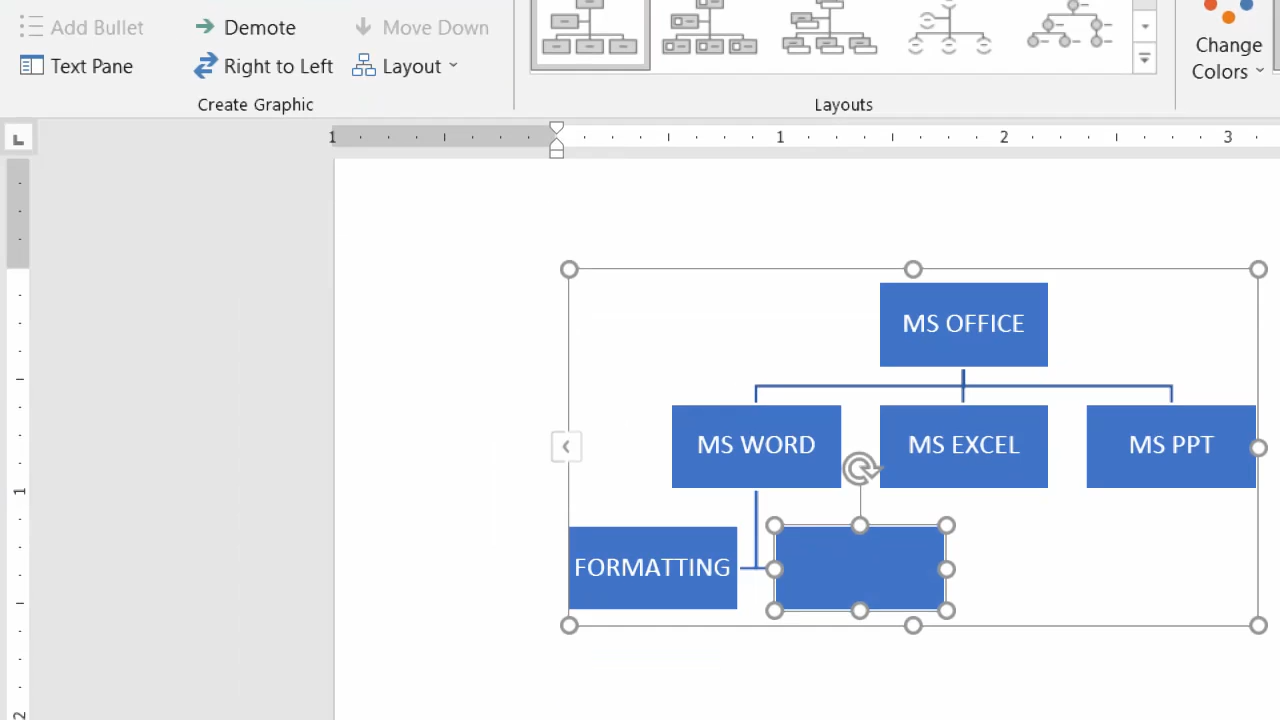 Add Bullet
Demote
Move Down
Text Pane
Right to Left
Layout
Create Graphic
Layouts
Change
Colors
1
1
2
3
1
2
MS OFFICE
MS WORD
MS EXCEL
MS PPT
FORMATTING